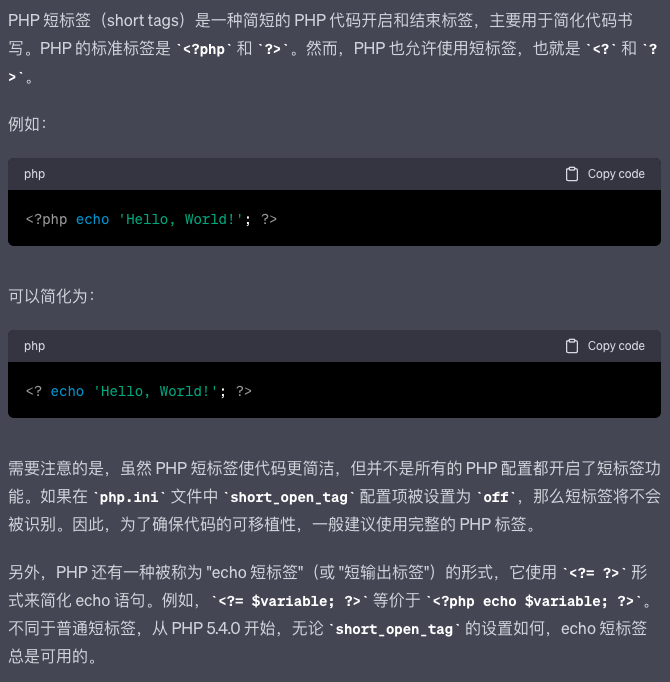 PHP 短标签（short tags）是一种简短的 PHP 代码开启和结束标签，主要用于简化代码书
写。PHP 的标准标签是 `<?php` 和 `?>`。然而，PHP 也允许使用短标签，也就是 `<?` 和 `?
>`。
例如：
php
Copy code
<?php echo 'Hello, World!'; ?>
可以简化为：
php
Copy code
<? echo 'Hello, World!'; ?>
需要注意的是，虽然 PHP 短标签使代码更简洁，但并不是所有的 PHP 配置都开启了短标签功
能。如果在 `php.ini` 文件中 `short_open_tag` 配置项被设置为 `off`，那么短标签将不会
被识别。因此，为了确保代码的可移植性，一般建议使用完整的 PHP 标签。
另外，PHP 还有一种被称为 "echo 短标签"（或 "短输出标签"）的形式，它使用 `<?= ?>` 形
式来简化 echo 语句。例如，`<?= $variable; ?>` 等价于 `<?php echo $variable; ?>`。
不同于普通短标签，从 PHP 5.4.0 开始，无论 `short_open_tag` 的设置如何，echo 短标签
总是可用的。